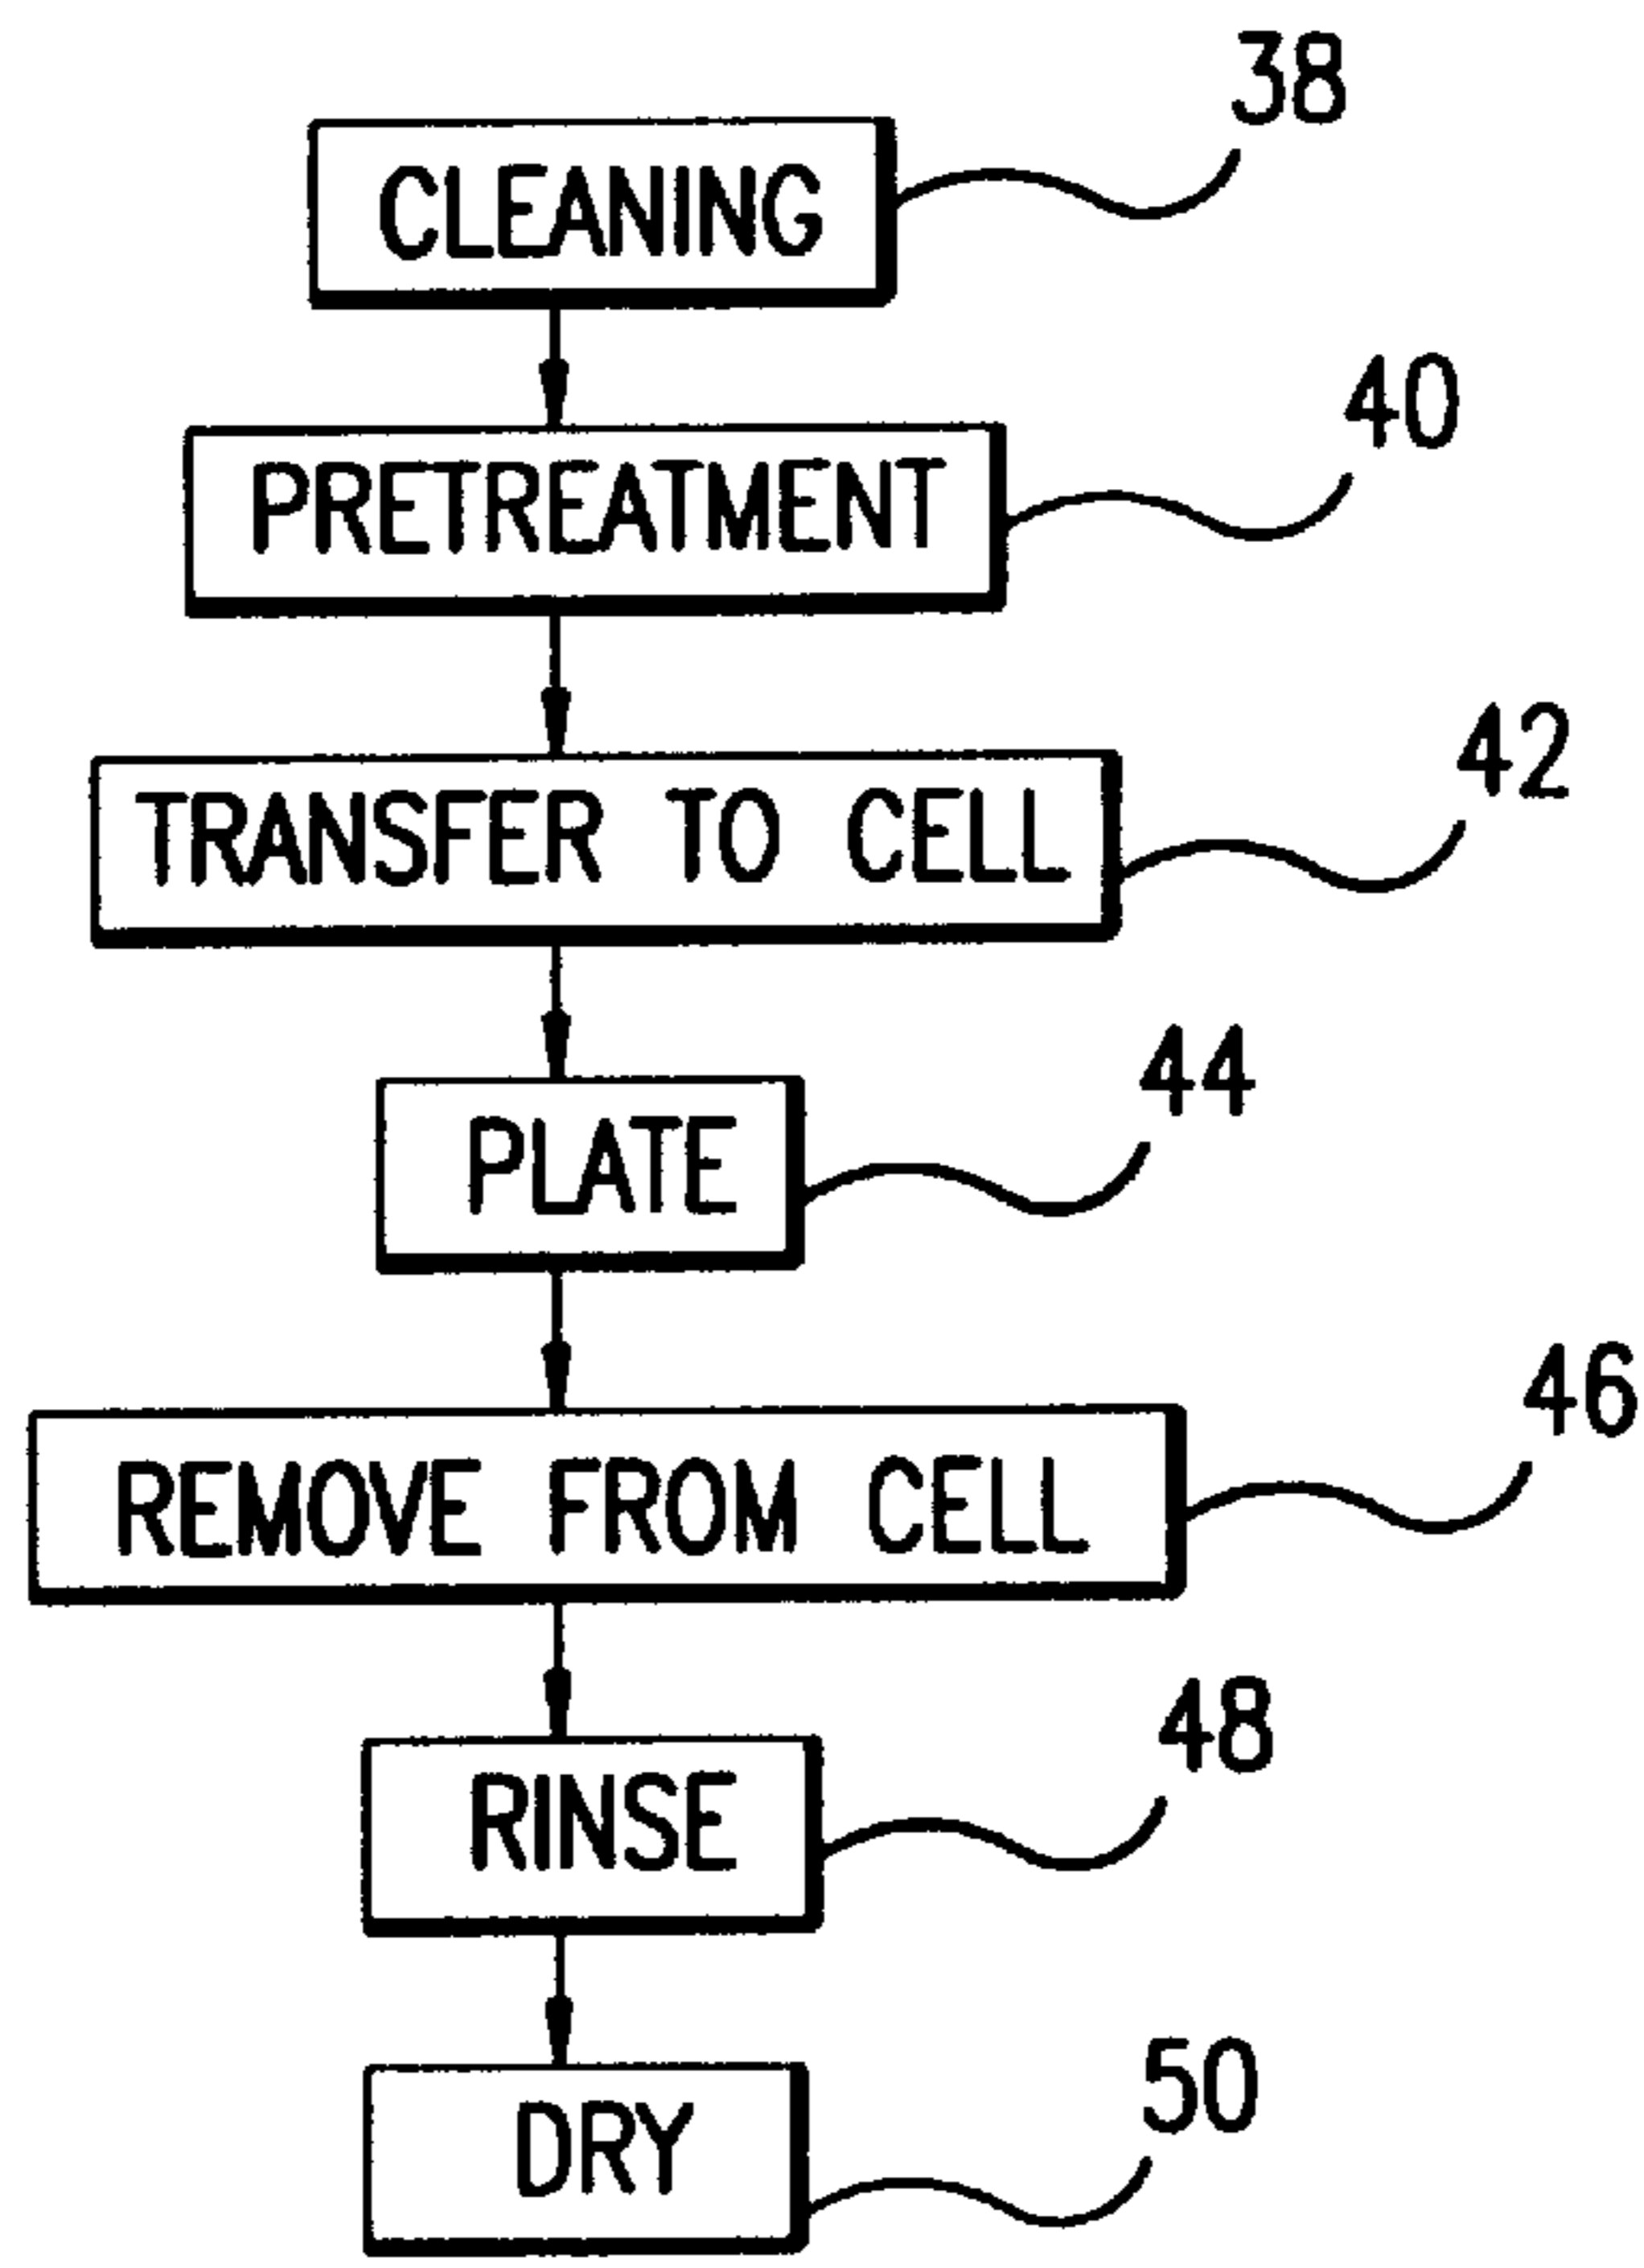 38
CLEANING
40
PRETREATMENT
42
TRANSFER TO CELL
44
PLATE
46
REMOVE FROM CELL
48
RINSE
50
DRY